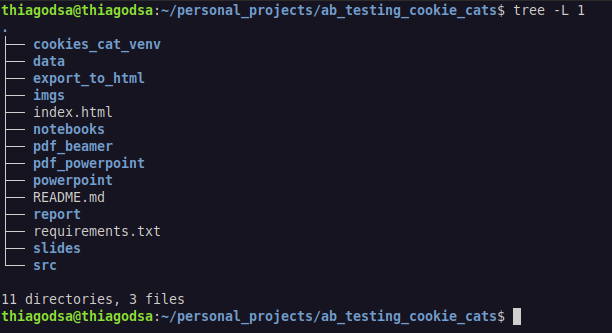 thiagodsa@thiagodsa:~/personal_projects/ab_testing_cookie_cats$ tree -L 1
.
├── cookies_cat_venv
├── data
├── export_to_html
├── imgs
├── index.html
├── notebooks
├── pdf_beamer
├── pdf_powerpoint
├── powerpoint
├── README.md
├── report
├── requirements.txt
├── slides
└── src

11 directories, 3 files
thiagodsa@thiagodsa:~/personal_projects/ab_testing_cookie_cats$